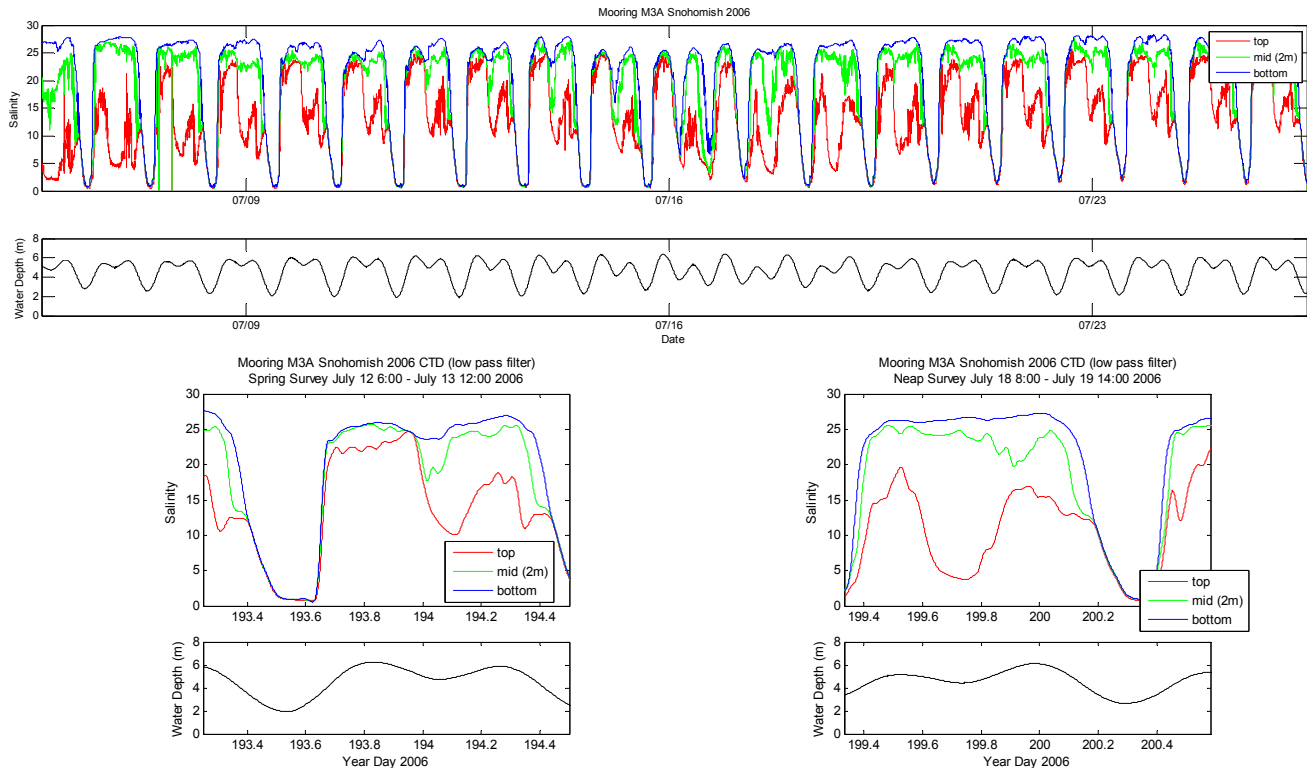 Mooring M3A Snohomish 2006
30
25
20
15
10
5
0
Salinity
top
mid (2m)
bottom
07/09
07/16
07/23
8
6
4
2
0
Water Depth (m)
07/09
07/16
07/23
Date
Mooring M3A Snohomish 2006 CTD (low pass filter)
Spring Survey July 12 6:00 - July 13 12:00 2006
30
25
20
15
10
5
0
Salinity
top
mid (2m)
bottom
193.4
193.6
193.8
194
194.2
194.4
8
6
4
2
0
Water Depth (m)
193.4
193.6
193.8
194
194.2
194.4
Year Day 2006
Mooring M3A Snohomish 2006 CTD (low pass filter)
Neap Survey July 18 8:00 - July 19 14:00 2006
30
25
20
15
10
5
0
Salinity
top
mid (2m)
bottom
199.4
199.6
199.8
200
200.2
8
6
4
2
0
Water Depth (m)
199.4
199.6
199.8
200
200.2
200.4
Year Day 2006